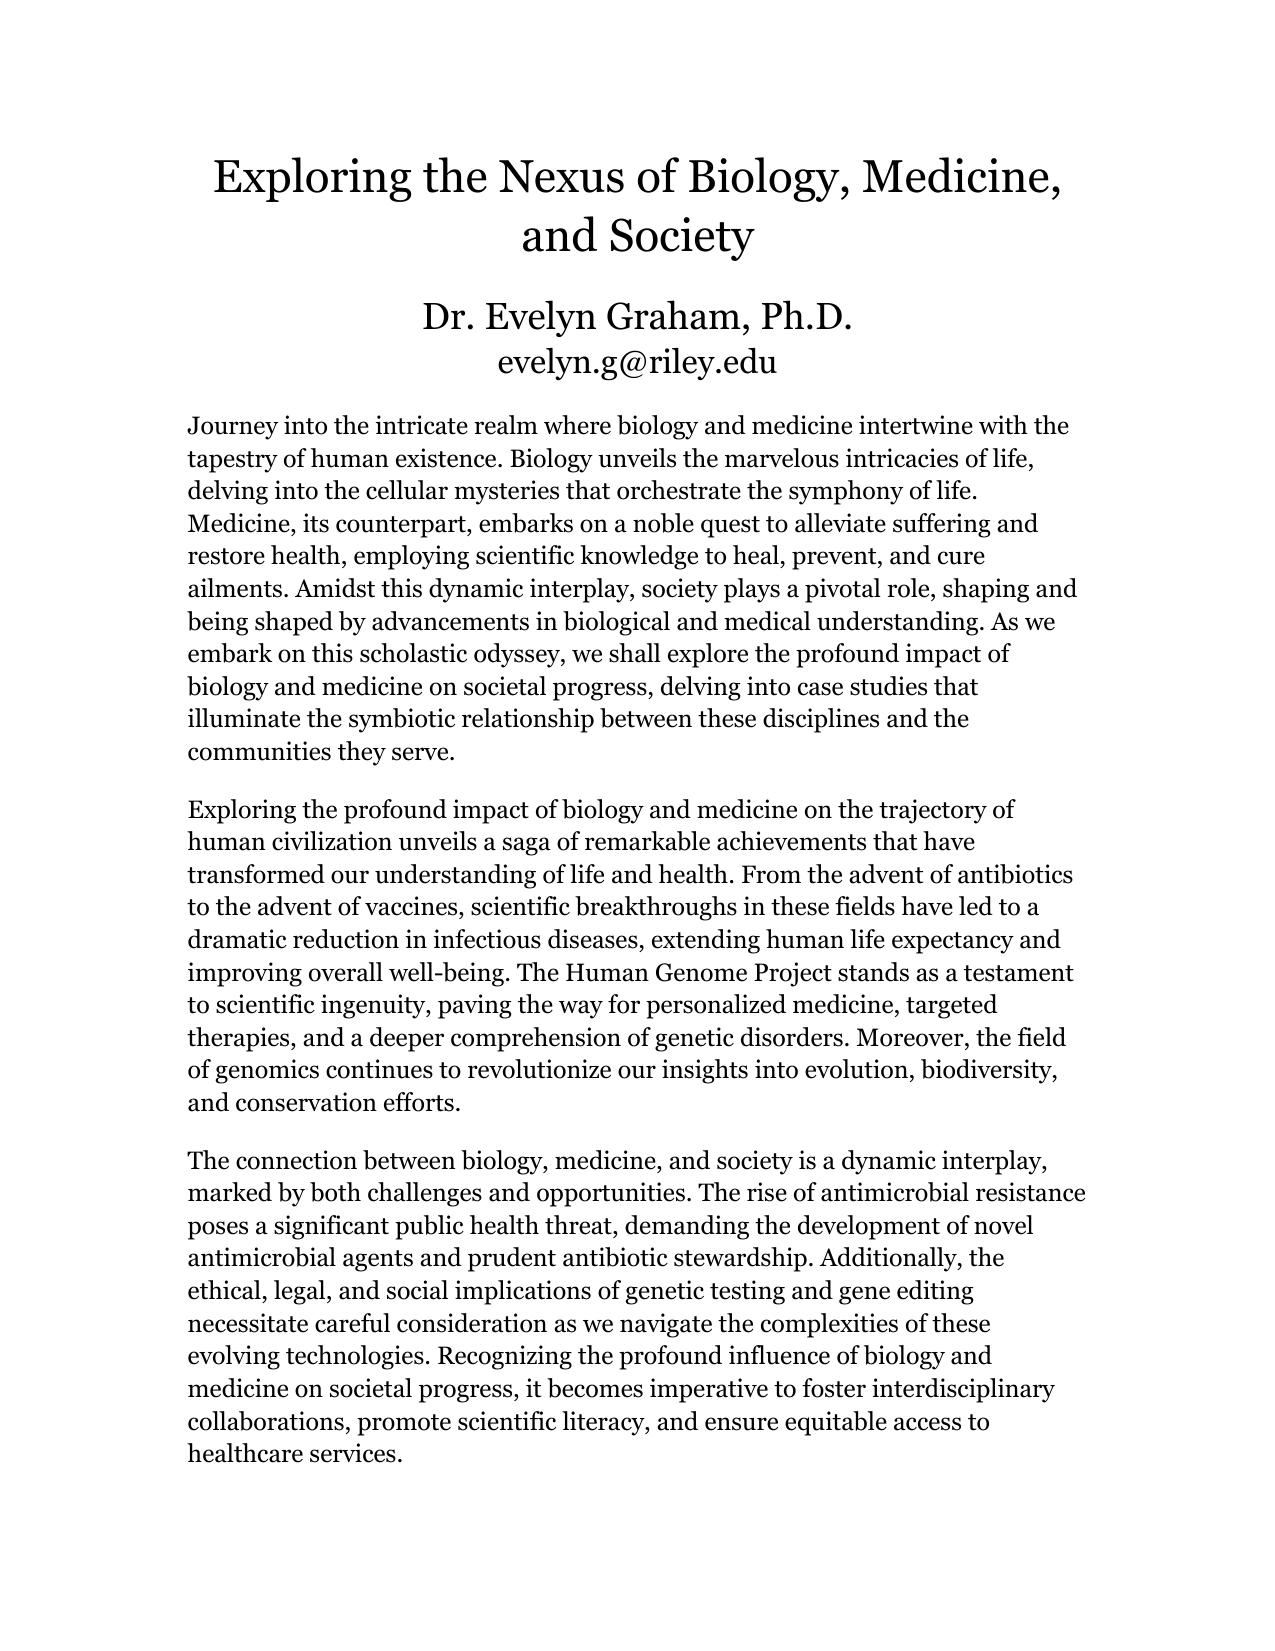 Exploring the Nexus of Biology, Medicine,
and Society
Dr. Evelyn Graham, Ph.D.
evelyn.g@riley.edu
Journey into the intricate realm where biology and medicine intertwine with the
tapestry of human existence. Biology unveils the marvelous intricacies of life,
delving into the cellular mysteries that orchestrate the symphony of life.
Medicine, its counterpart, embarks on a noble quest to alleviate suffering and
restore health, employing scientific knowledge to heal, prevent, and cure
ailments. Amidst this dynamic interplay, society plays a pivotal role, shaping and
being shaped by advancements in biological and medical understanding. As we
embark on this scholastic odyssey, we shall explore the profound impact of
biology and medicine on societal progress, delving into case studies that
illuminate the symbiotic relationship between these disciplines and the
communities they serve.
Exploring the profound impact of biology and medicine on the trajectory of
human civilization unveils a saga of remarkable achievements that have
transformed our understanding of life and health. From the advent of antibiotics
to the advent of vaccines, scientific breakthroughs in these fields have led to a
dramatic reduction in infectious diseases, extending human life expectancy and
improving overall well-being. The Human Genome Project stands as a testament
to scientific ingenuity, paving the way for personalized medicine, targeted
therapies, and a deeper comprehension of genetic disorders. Moreover, the field
of genomics continues to revolutionize our insights into evolution, biodiversity,
and conservation efforts.
The connection between biology, medicine, and society is a dynamic interplay,
marked by both challenges and opportunities. The rise of antimicrobial resistance
poses a significant public health threat, demanding the development of novel
antimicrobial agents and prudent antibiotic stewardship. Additionally, the
ethical, legal, and social implications of genetic testing and gene editing
necessitate careful consideration as we navigate the complexities of these
evolving technologies. Recognizing the profound influence of biology and
medicine on societal progress, it becomes imperative to foster interdisciplinary
collaborations, promote scientific literacy, and ensure equitable access to
healthcare services.